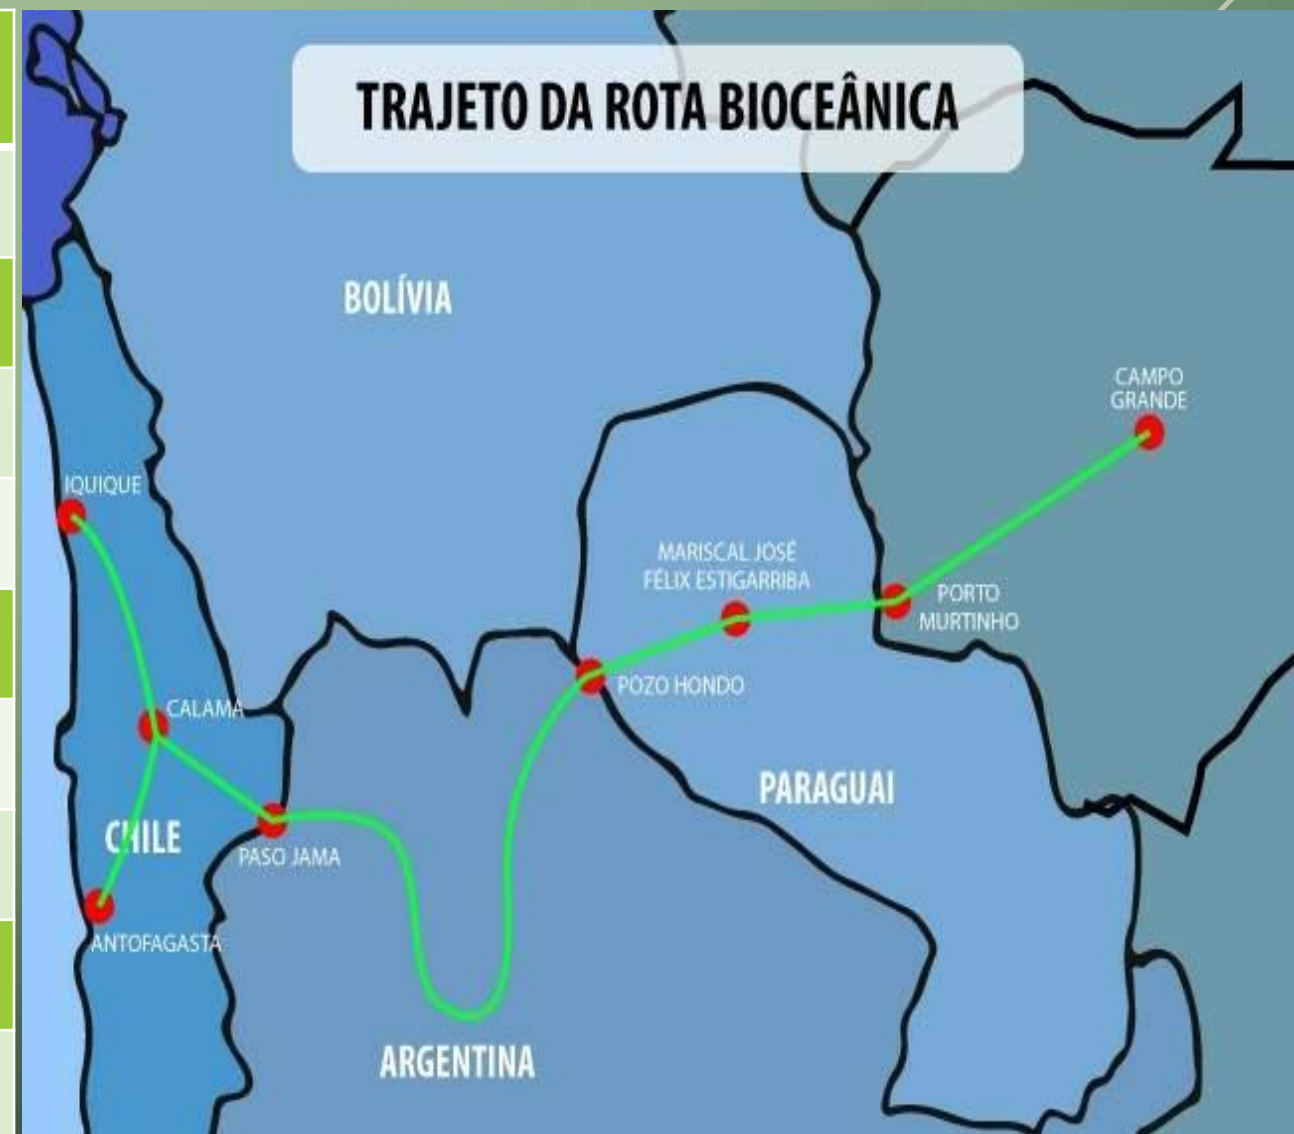 TRAJETO DA ROTA BIOCEÂNICA
BOLÍVIA
CAMPO
GRANDE
IQUIQUE
MARISCAL JOSÉ
FÉLIX ESTIGARRIBA
PORTO
MURTINHO
POZO HONDO
CALAMA
PARAGUAI
CHILE
PASO JAMA
ANTOFAGASTA
ARGENTINA